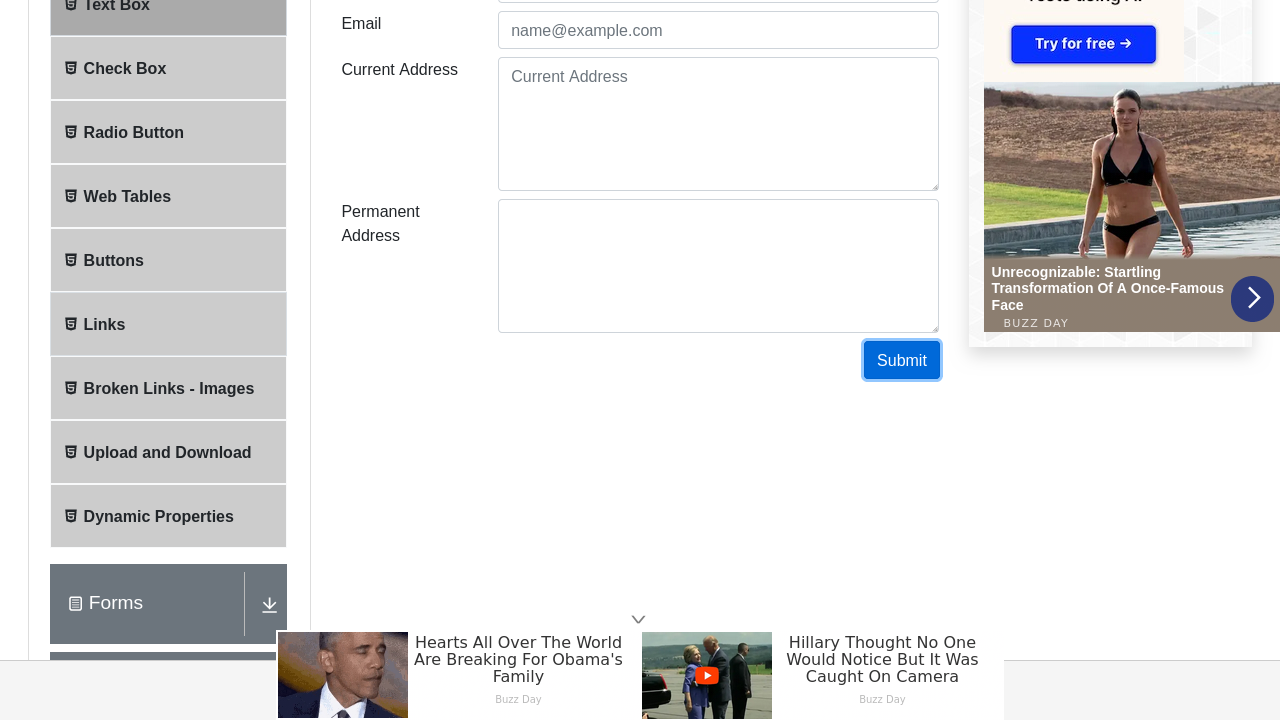 Text Box
Check Box
Radio Button
Web Tables
Buttons
Links
Broken Links - Images
Upload and Download
Dynamic Properties
Forms
Email
name@example.com
Current Address
Current Address
Permanent
Address
Submit
Try for free →
Unrecognizable: Startling
Transformation Of A Once-Famous
Face
BUZZ DAY
Hearts All Over The World
Are Breaking For Obama's
Family
Buzz Day
Hillary Thought No One
Would Notice But It Was
Caught On Camera
Buzz Day